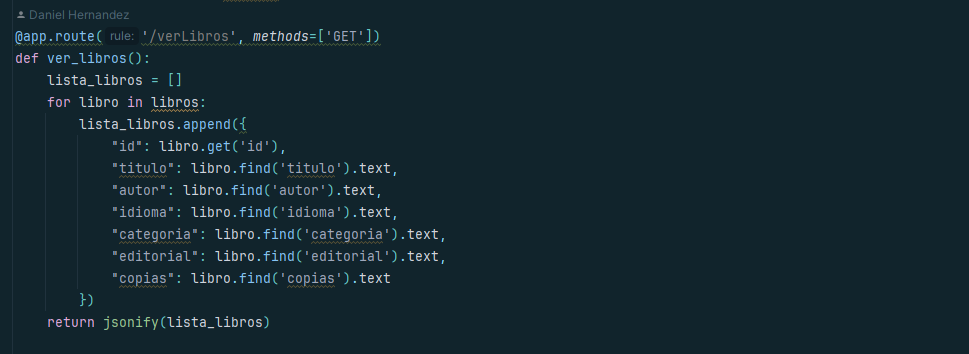 Daniel Hernandez
@app.route( rule: '/verLibros', methods=['GET'])
def ver_libros():
    lista_libros = []
    for libro in libros:
        lista_libros.append({
            "id": libro.get('id'),
            "titulo": libro.find('titulo').text,
            "autor": libro.find('autor').text,
            "idioma": libro.find('idioma').text,
            "categoria": libro.find('categoria').text,
            "editorial": libro.find('editorial').text,
            "copias": libro.find('copias').text
        })
    return jsonify(lista_libros)